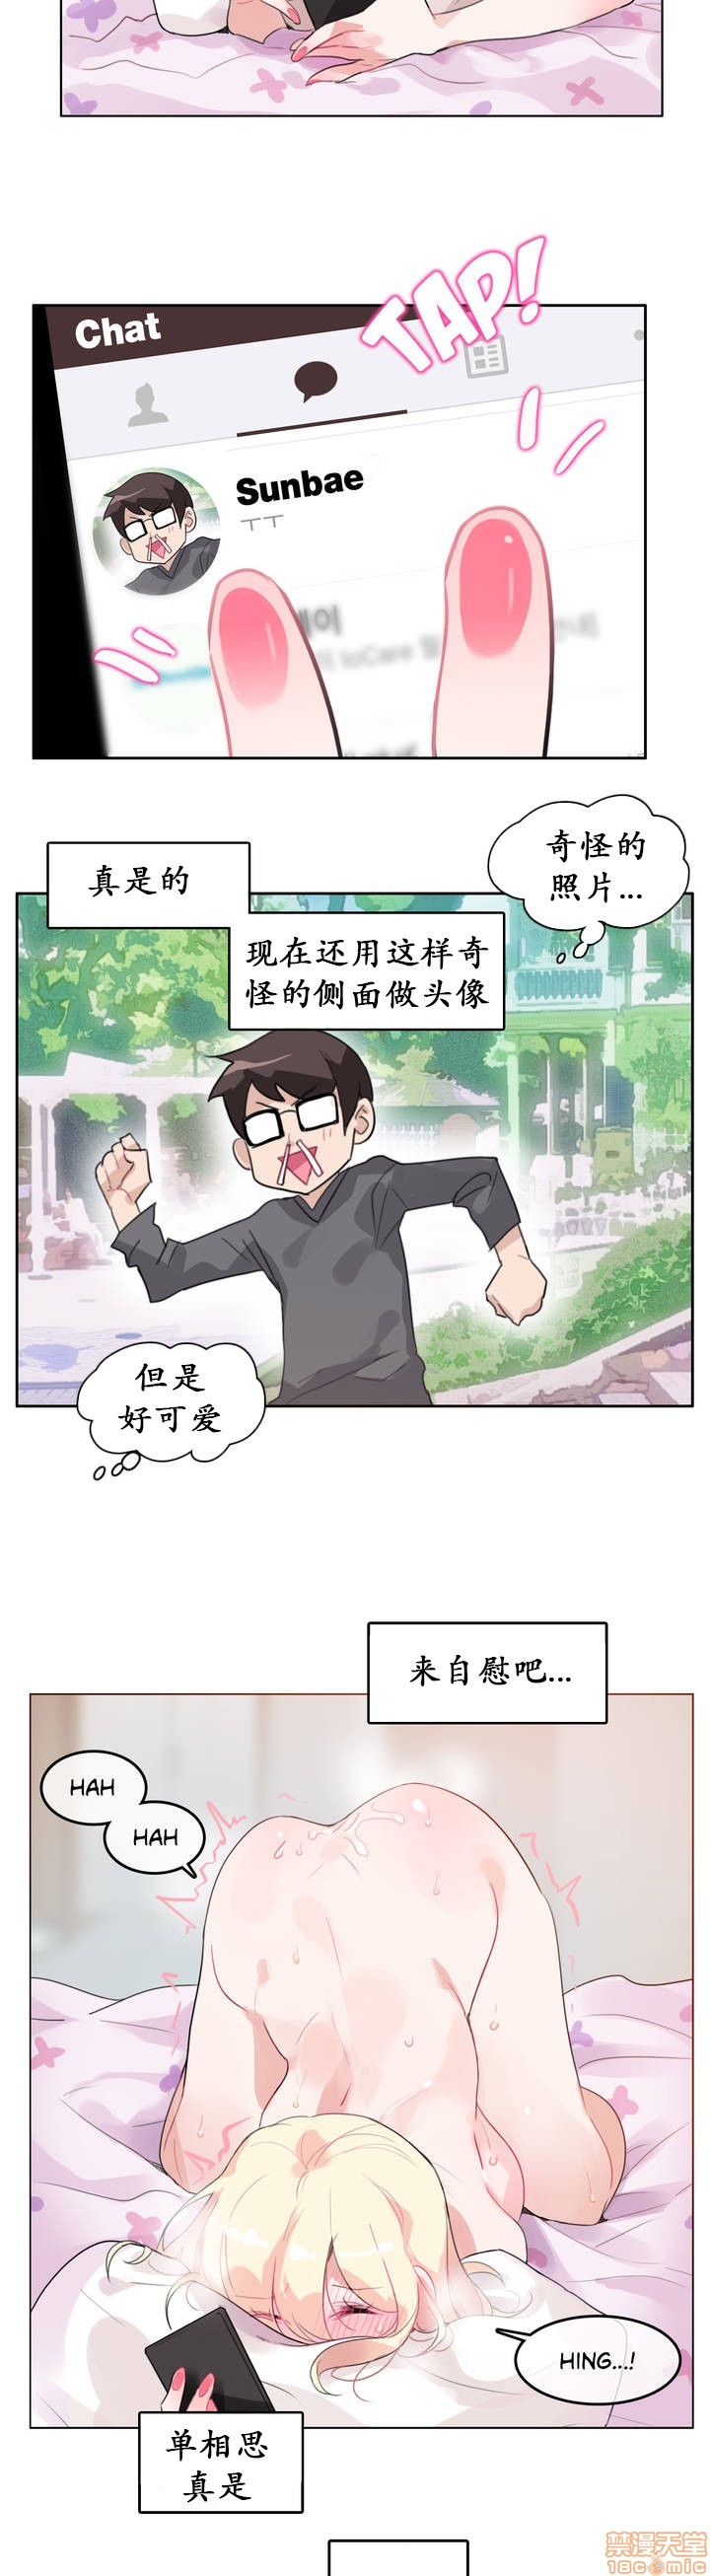 TAP!
Chat
Sunbae
ㅜㅜ
真是的
奇怪的
照片...
现在还用这样奇
怪的侧面做头像
但是
好可爱
来自慰吧...
HAH
HAH
HING...!
单相思
真是
禁漫天堂
18comic